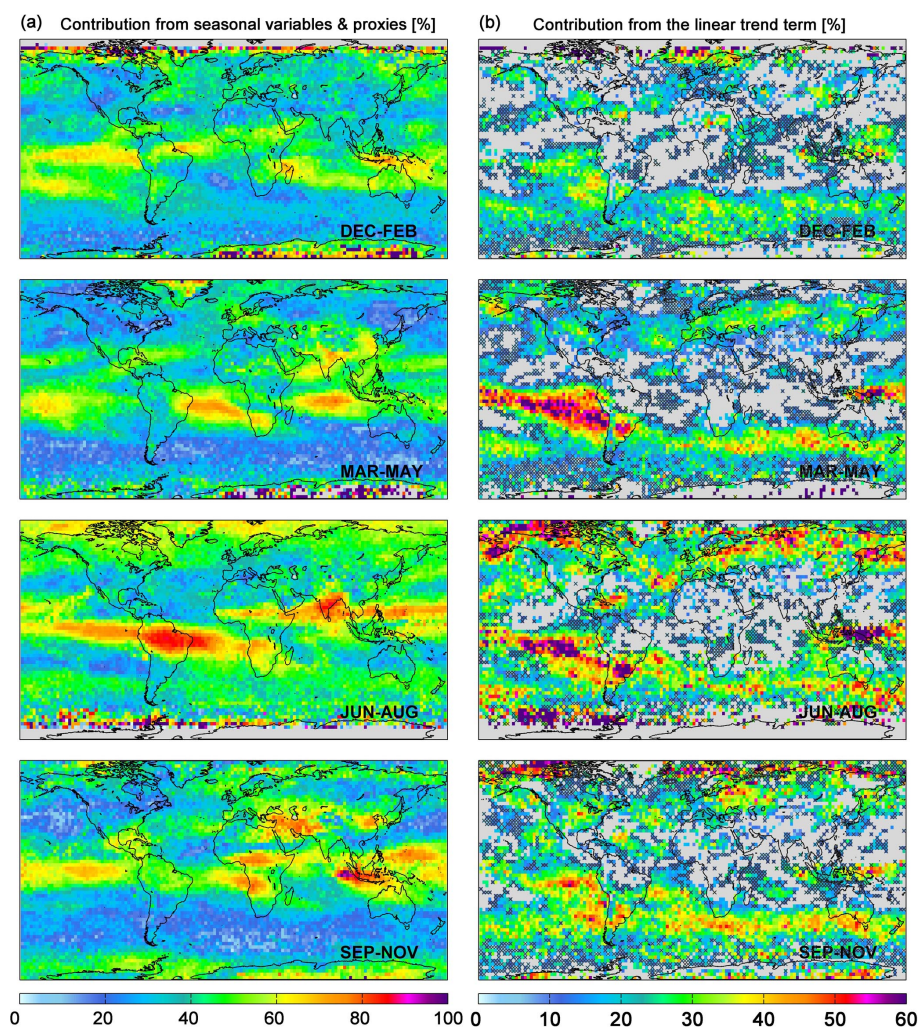 (a) Contribution from seasonal variables & proxies [%]
(b) Contribution from the linear trend term [%]
DEC-FEB
DEC-FEB
MAR-MAY
MAR-MAY
JUN-AUG
JUN-AUG
SEP-NOV
SEP-NOV
0 20 40 60 80 100
0 10 20 30 40 50 60